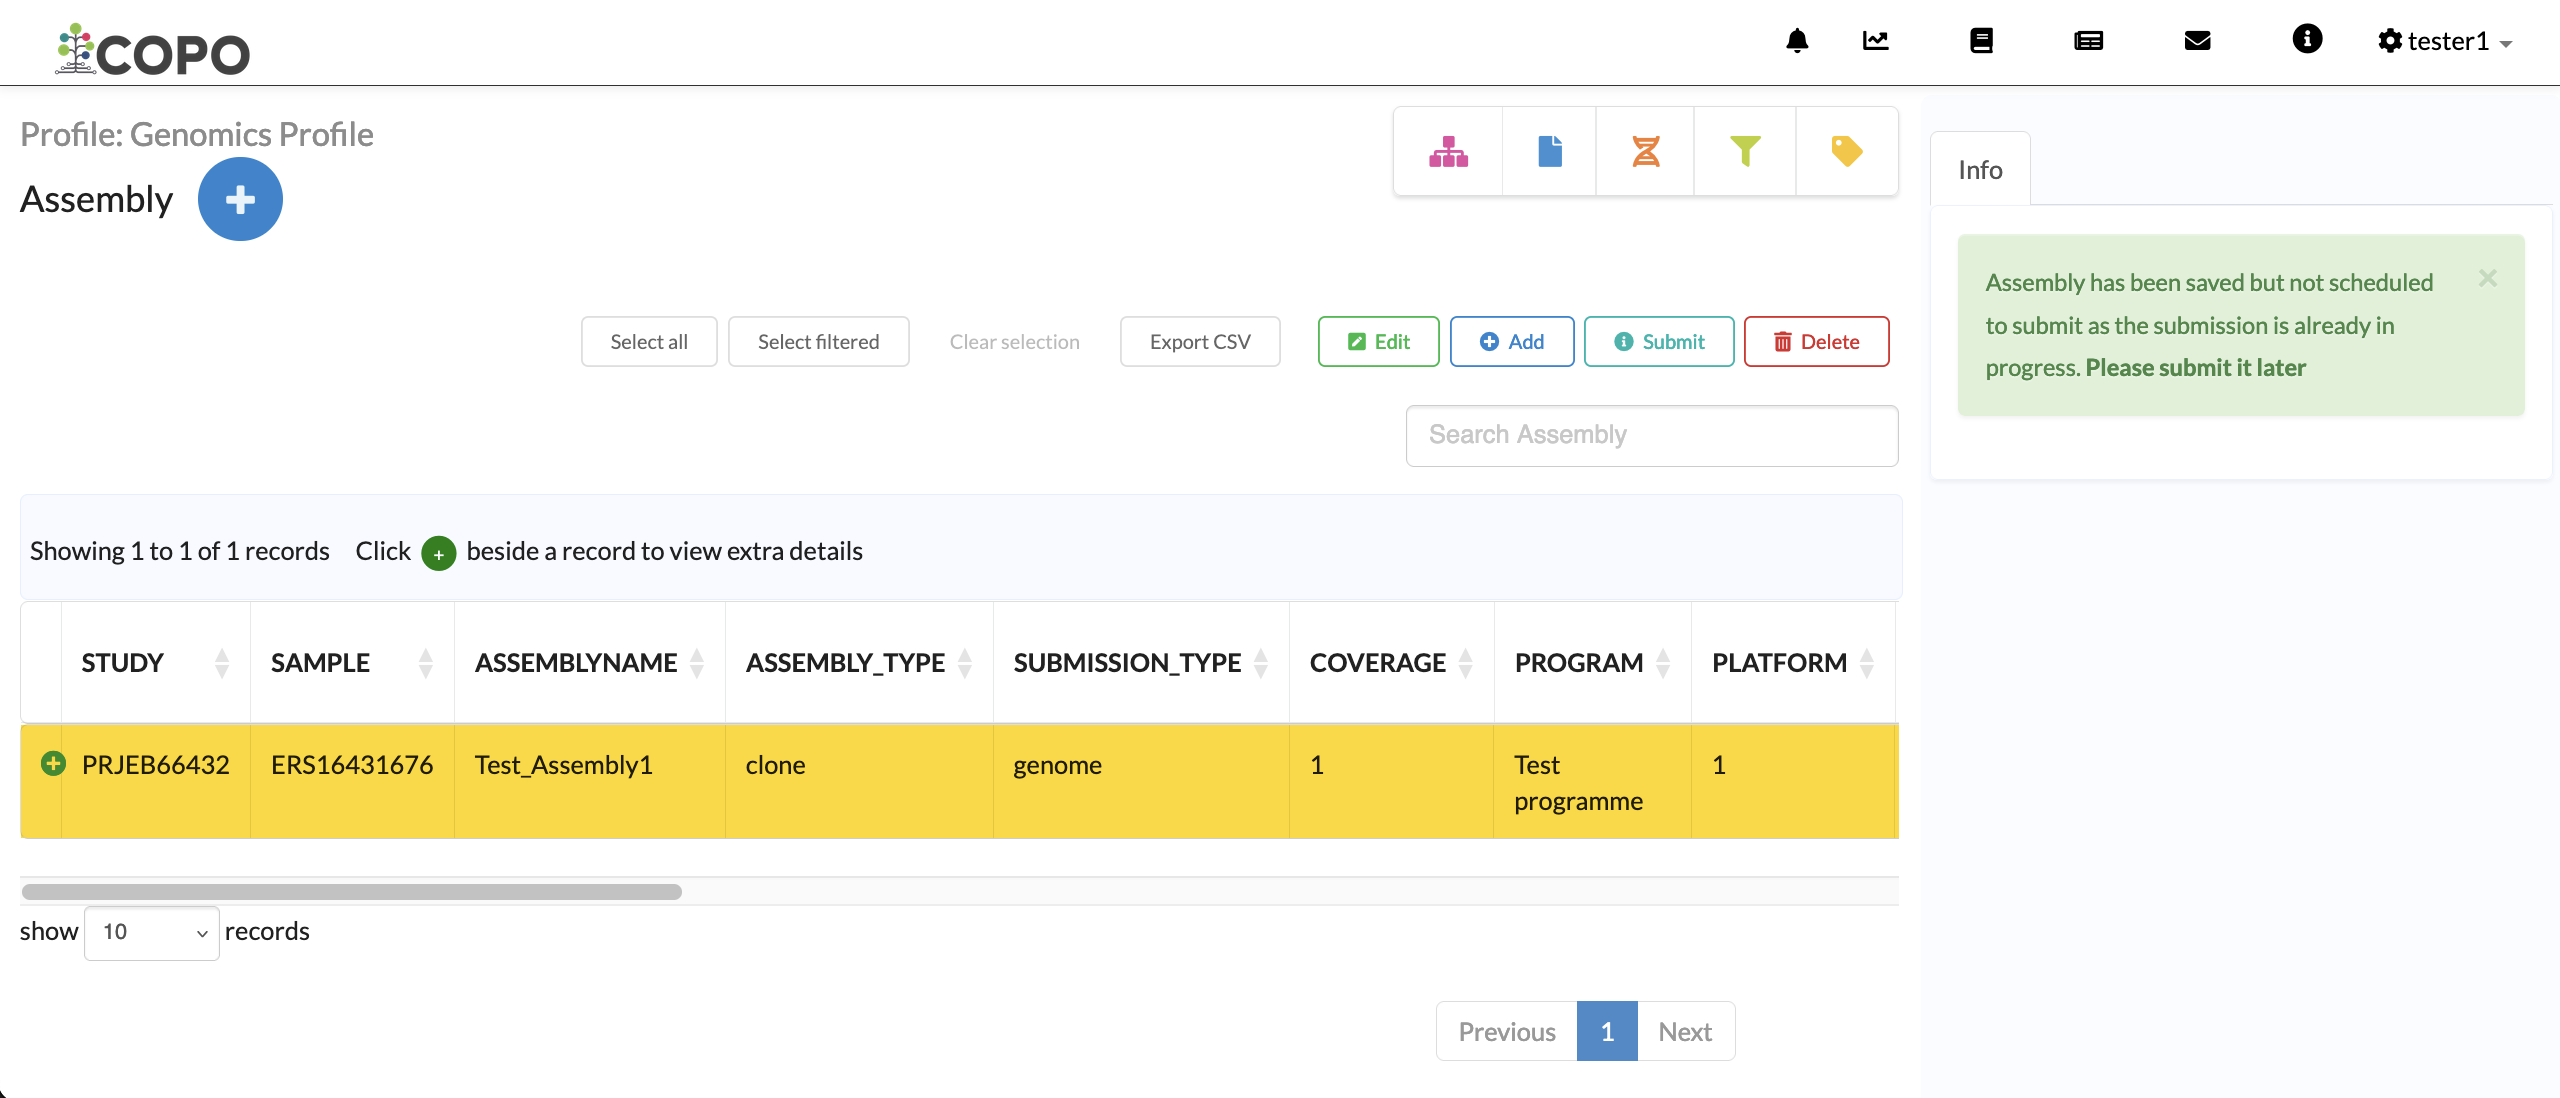 COPO
tester1
Profile: Genomics Profile
Assembly
Info
Assembly has been saved but not scheduled
to submit as the submission is already in
progress. Please submit it later
Select all
Select filtered
Clear selection
Export CSV
Edit
Add
Submit
Delete
Search Assembly
Showing 1 to 1 of 1 records Click + beside a record to view extra details
STUDY SAMPLE ASSEMBLYNAME ASSEMBLY_TYPE SUBMISSION_TYPE COVERAGE PROGRAM PLATFORM
PRJEB66432 ERS16431676 Test_Assembly1 clone genome 1 Test 1
programme
show 10 records
Previous 1 Next